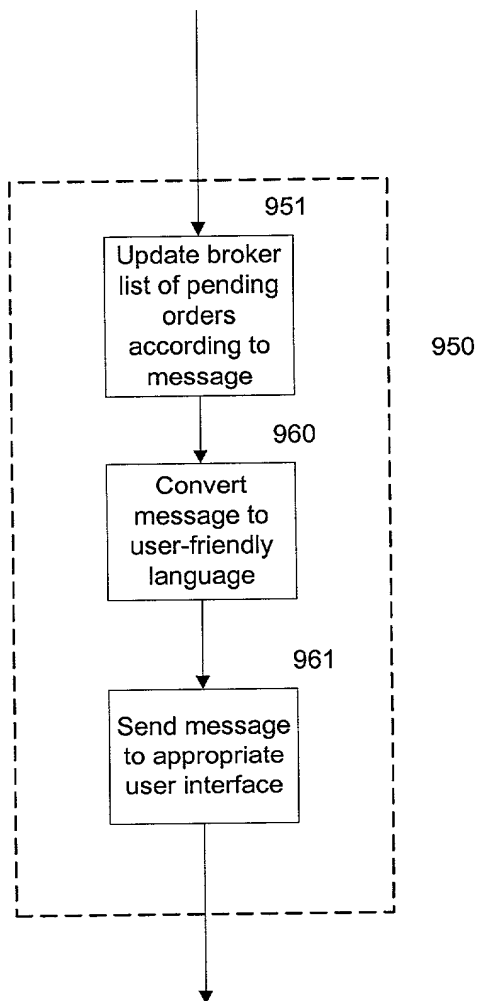 951
Update broker
list of pending
orders
according to
message
950
960
Convert
message to
user-friendly
language
961
Send message
to appropriate
user interface